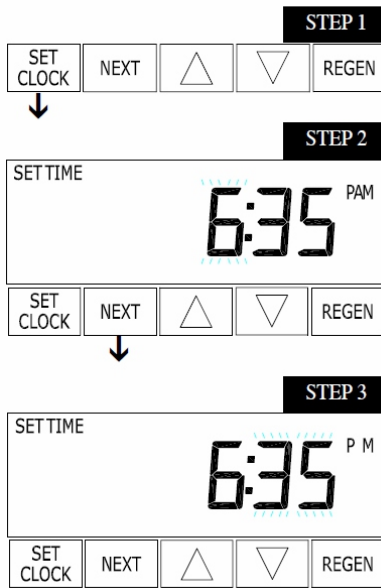 STEP 1
SET CLOCK NEXT REGEN
STEP 2
SET TIME
6:35 PAM
SET CLOCK NEXT REGEN
STEP 3
SET TIME
6:35 P M
SET CLOCK NEXT REGEN